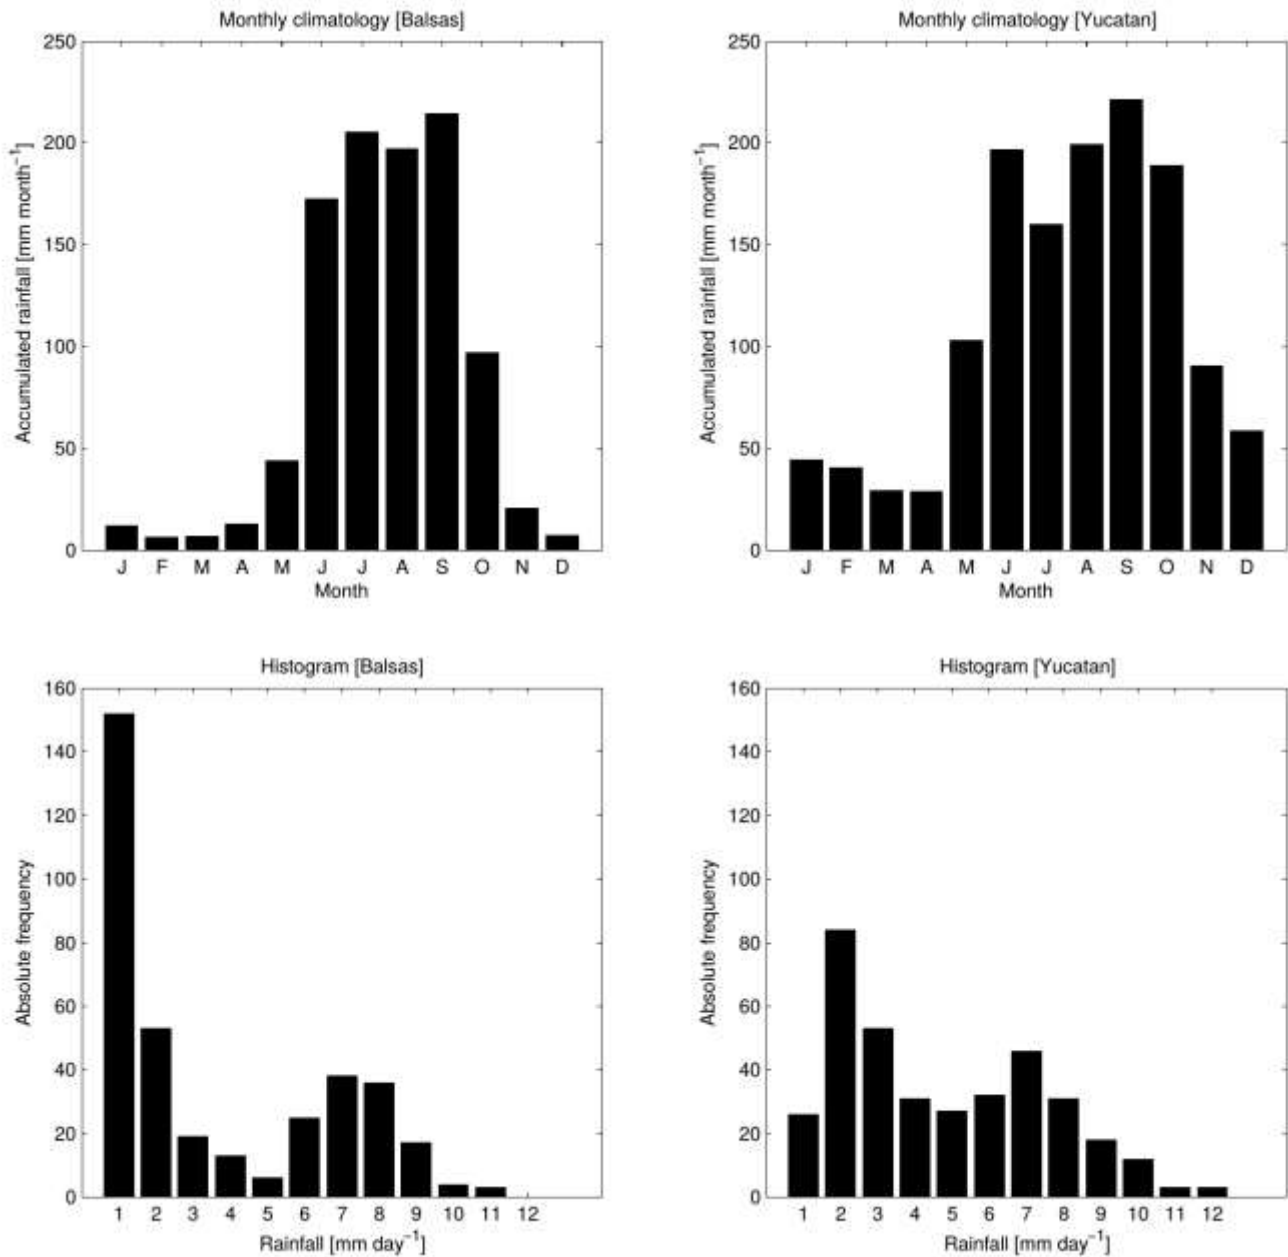 Monthly climatology [Balsas]
250
200
150
100
50
0
Accumulated rainfall [mm month⁻¹]
J F M A M J J A S O N D
Month
Monthly climatology [Yucatan]
250
200
150
100
50
0
Accumulated rainfall [mm month⁻¹]
J F M A M J J A S O N D
Month
Histogram [Balsas]
160
140
120
100
80
60
40
20
0
Absolute frequency
1 2 3 4 5 6 7 8 9 10 11 12
Rainfall [mm day⁻¹]
Histogram [Yucatan]
160
140
120
100
80
60
40
20
0
Absolute frequency
1 2 3 4 5 6 7 8 9 10 11 12
Rainfall [mm day⁻¹]